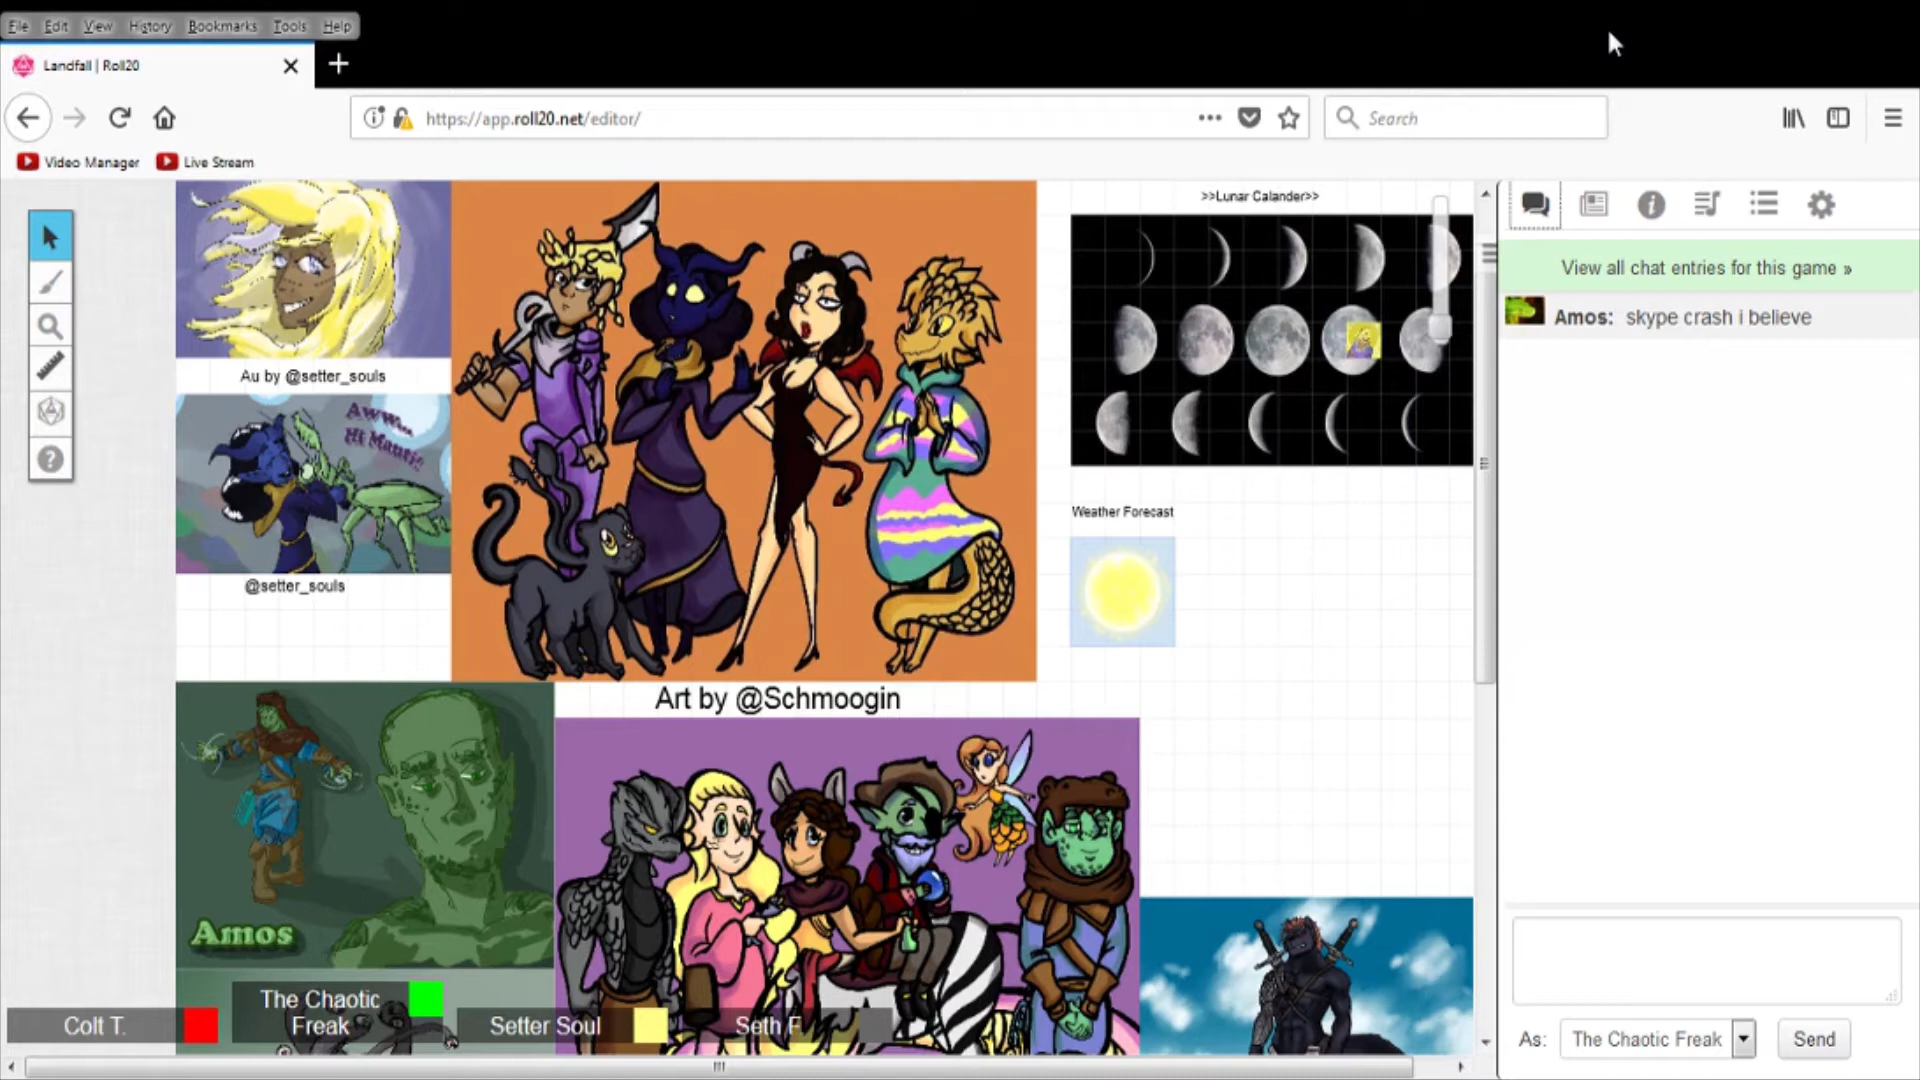 File Edit View History Bookmarks Tools Help
Landfall | Roll20
https://app.roll20.net/editor/
Search
Video Manager
Live Stream
>>Lunar Calander>>
View all chat entries for this game »
Amos: skype crash i believe
Au by @setter_souls
Aww...
Hi Mantis
@setter_souls
Weather Forecast
Art by @Schmoogin
Amos
Colt T.
The Chaotic
Freak
Setter Soul
Seth F.
As:
The Chaotic Freak
Send